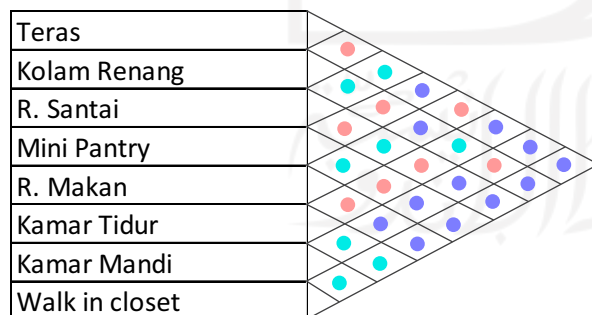 Teras
Kolam Renang
R. Santai
Mini Pantry
R. Makan
Kamar Tidur
Kamar Mandi
Walk in closet